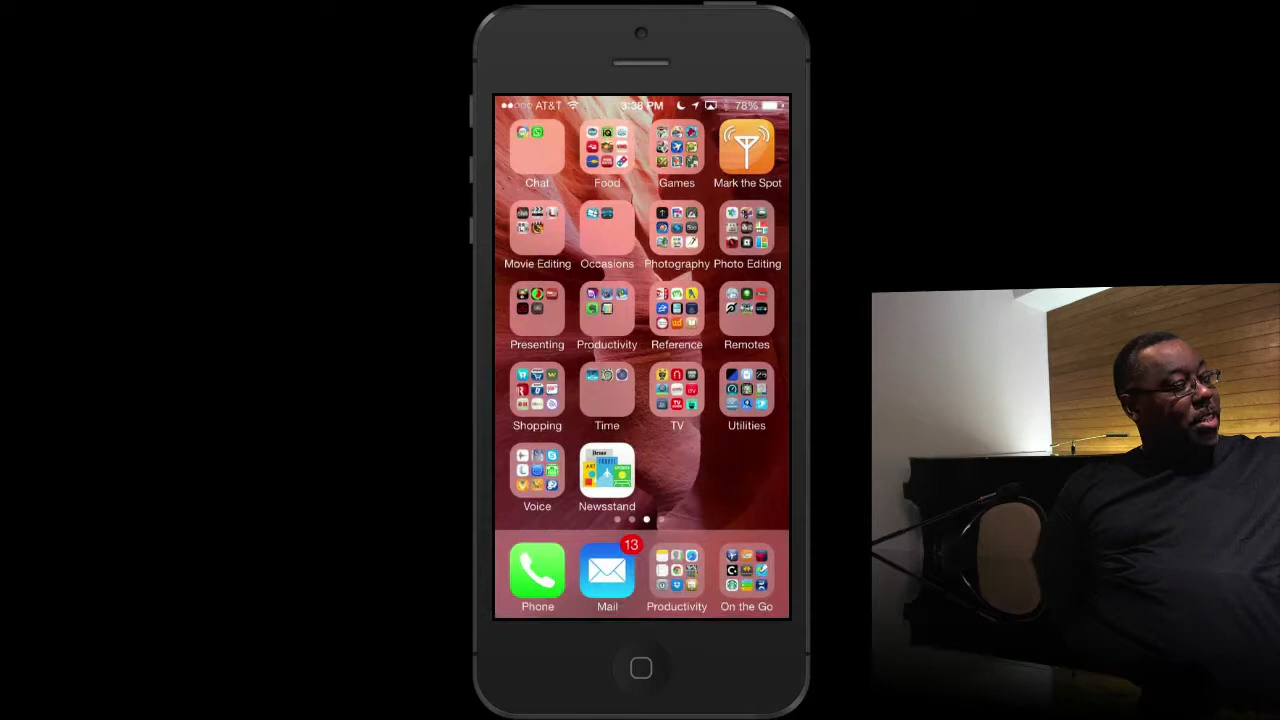 AT&T 3:38 PM 78%
Chat Food Games Mark the Spot
Movie Editing Occasions Photography Photo Editing
Presenting Productivity Reference Remotes
Shopping Time TV Utilities
Voice Newsstand
13
Phone Mail Productivity On the Go